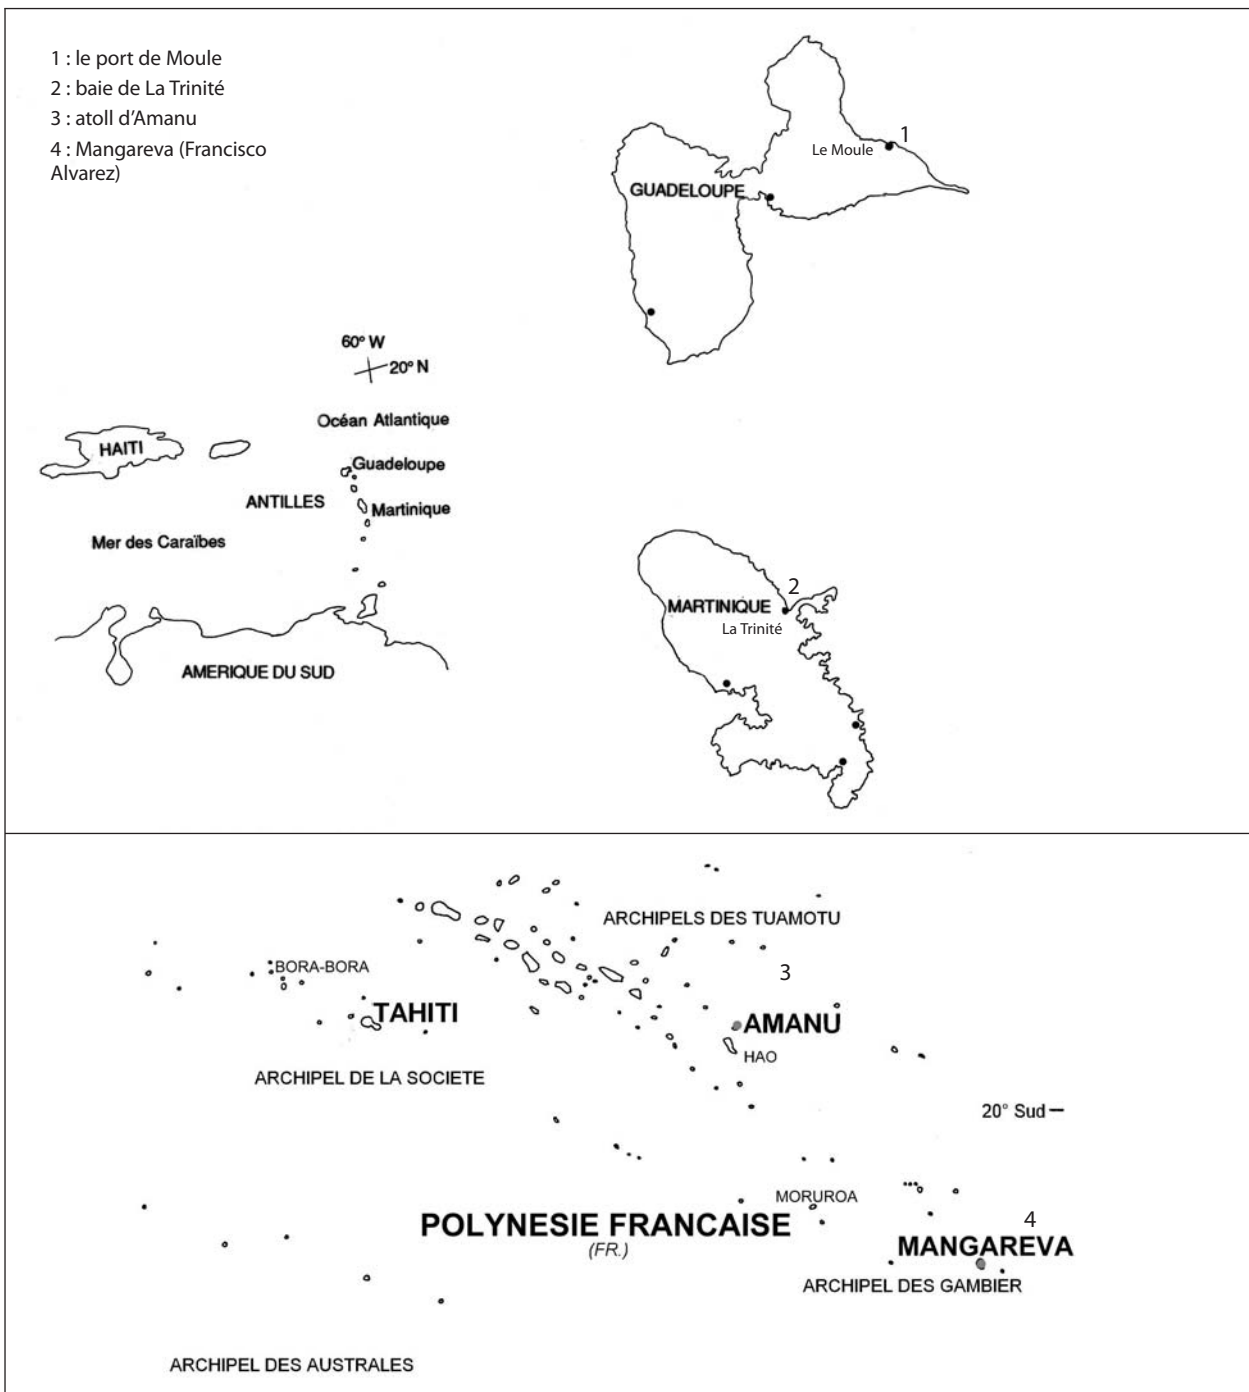 1 : le port de Moule
2 : baie de La Trinité
3 : atoll d'Amanu
4 : Mangareva (Francisco
Alvarez)
1
Le Moule
GUADELOUPE
60° W
20° N
Océan Atlantique
HAITI
Guadeloupe
ANTILLES
Martinique
Mer des Caraïbes
AMÉRIQUE DU SUD
2
MARTINIQUE
La Trinité
ARCHIPELS DES TUAMOTU
BORA-BORA
3
TAHITI
AMANU
HAO
ARCHIPEL DE LA SOCIETE
20° Sud
MORUROA
POLYNESIE FRANCAISE
(FR.)
4
MANGAREVA
ARCHIPEL DES GAMBIER
ARCHIPEL DES AUSTRALES